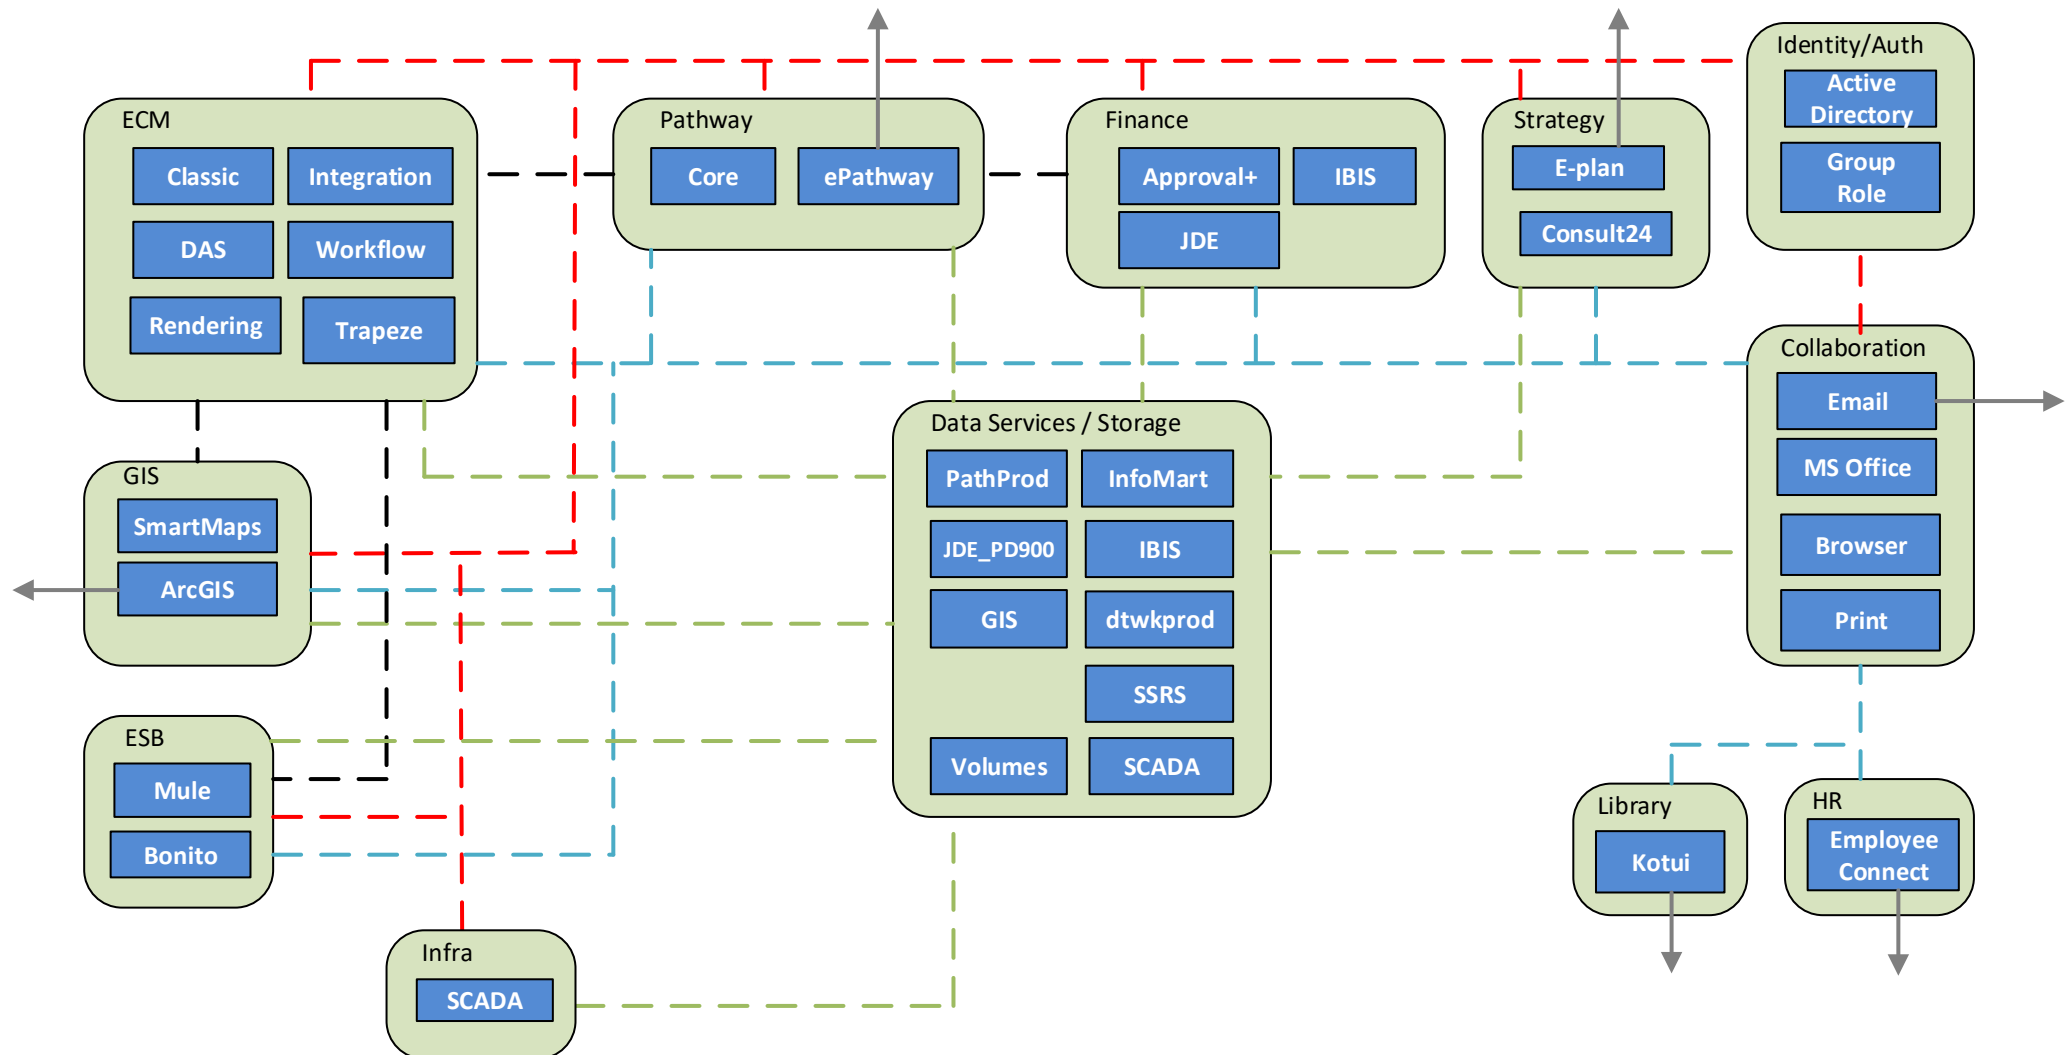 Identity/Auth
Active
Directory
Group
Role
ECM
Classic
Integration
DAS
Workflow
Rendering
Trapeze
Pathway
Core
ePathway
Finance
Approval+
IBIS
JDE
Strategy
E-plan
Consult24
Collaboration
Email
MS Office
Browser
Print
Data Services / Storage
PathProd
InfoMart
JDE_PD900
IBIS
GIS
dtwkprod
SSRS
Volumes
SCADA
GIS
SmartMaps
ArcGIS
ESB
Mule
Bonito
Infra
SCADA
Library
Kotui
HR
Employee
Connect